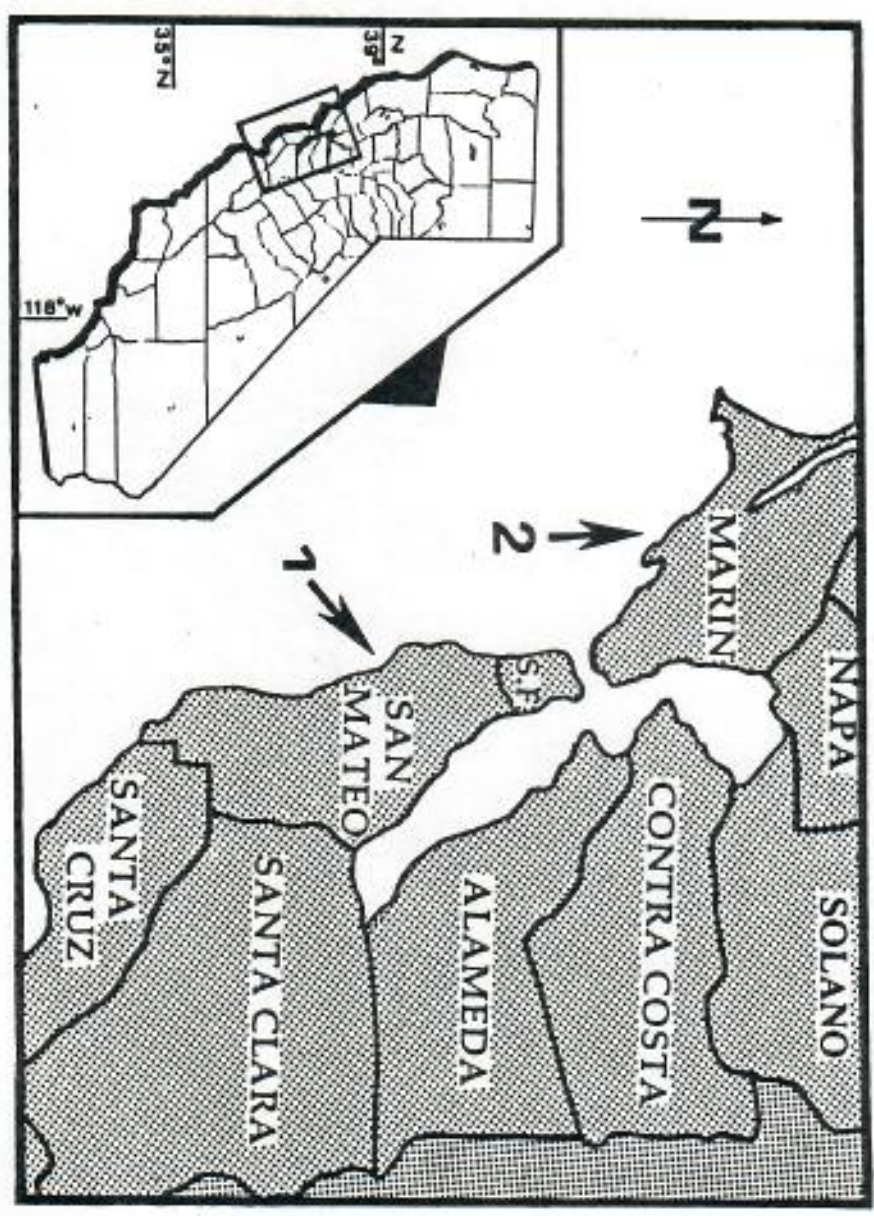 39°
N
35°N
118°W
N
MARIN
NAPA
SOLANO
2
1
S.F.
SAN
MATEO
CONTRA COSTA
ALAMEDA
SANTA CLARA
SANTA
CRUZ